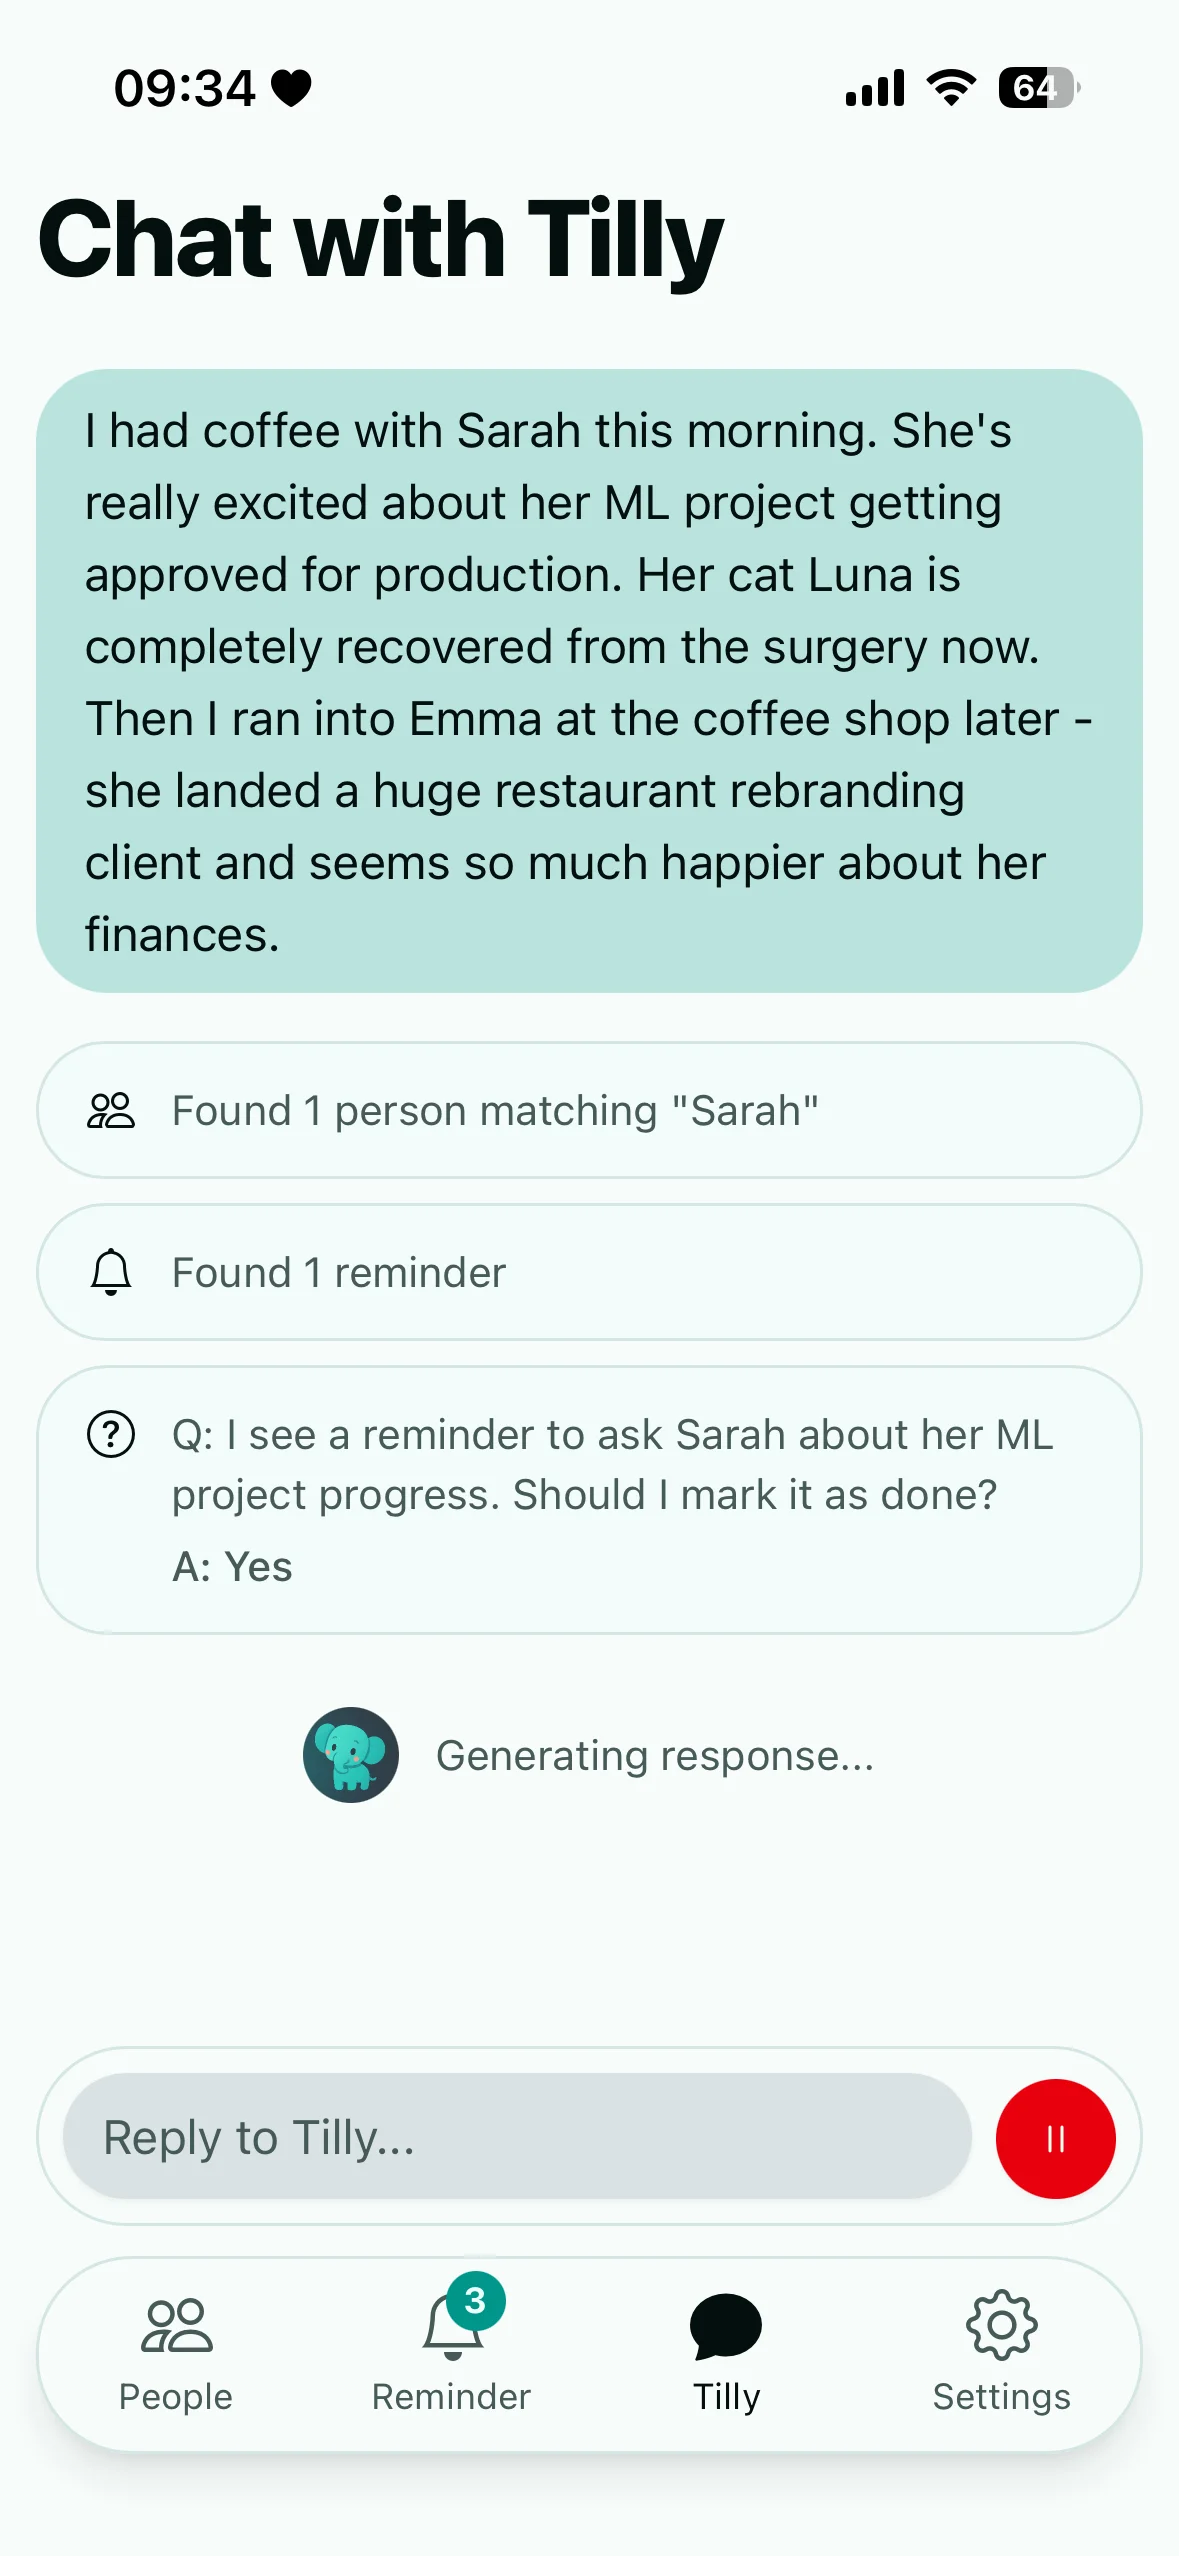 09:34
64
Chat with Tilly
I had coffee with Sarah this morning. She's
really excited about her ML project getting
approved for production. Her cat Luna is
completely recovered from the surgery now.
Then I ran into Emma at the coffee shop later -
she landed a huge restaurant rebranding
client and seems so much happier about her
finances.
Found 1 person matching "Sarah"
Found 1 reminder
Q: I see a reminder to ask Sarah about her ML
project progress. Should I mark it as done?
A: Yes
Generating response...
Reply to Tilly...
3
People
Reminder
Tilly
Settings